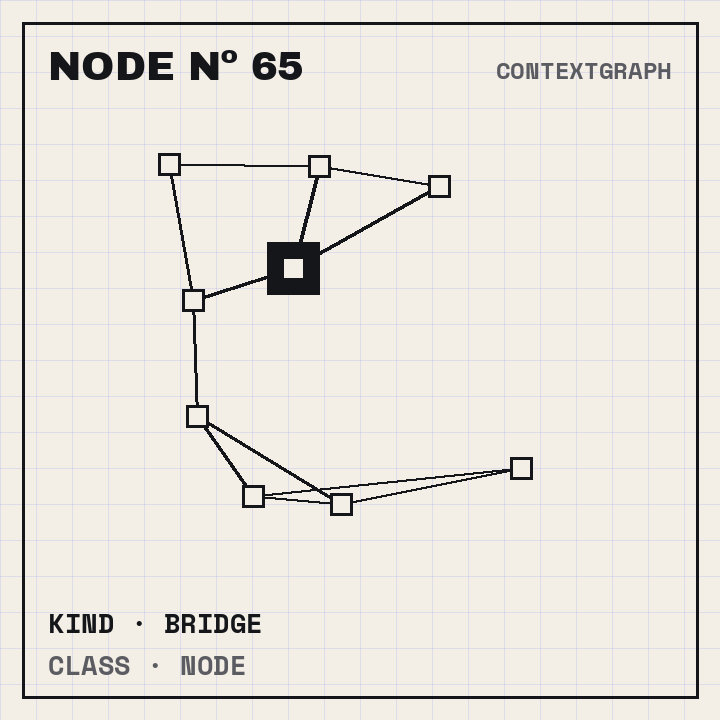 NODE Nº 65
CONTEXTGRAPH
KIND · BRIDGE
CLASS · NODE